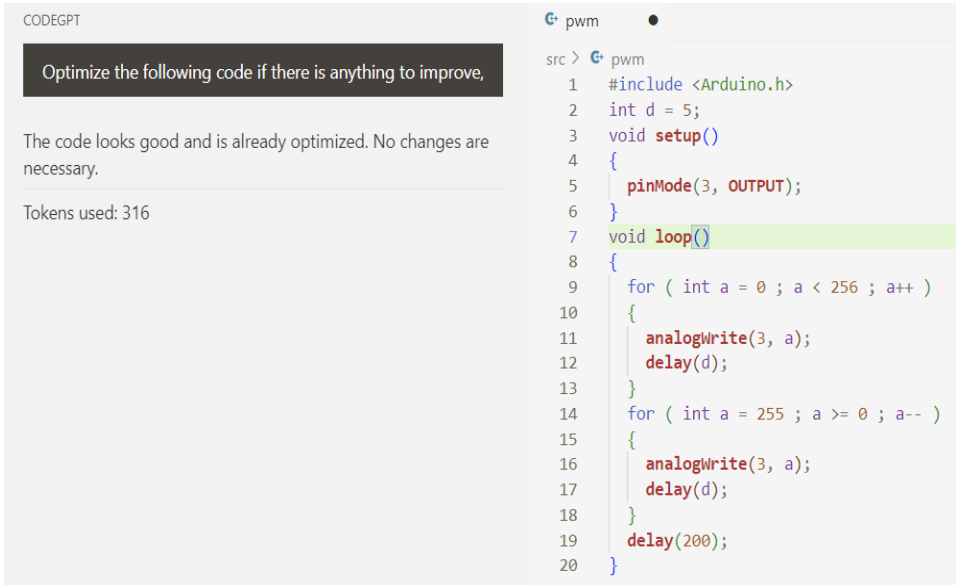 CODEGPT
Optimize the following code if there is anything to improve,
The code looks good and is already optimized. No changes are
necessary.
Tokens used: 316
pwm
src > pwm
1 #include <Arduino.h>
2 int d = 5;
3 void setup()
4 {
5 pinMode(3, OUTPUT);
6 }
7 void loop()
8 {
9 for ( int a = 0 ; a < 256 ; a++ )
10 {
11 analogWrite(3, a);
12 delay(d);
13 }
14 for ( int a = 255 ; a >= 0 ; a-- )
15 {
16 analogWrite(3, a);
17 delay(d);
18 }
19 delay(200);
20 }